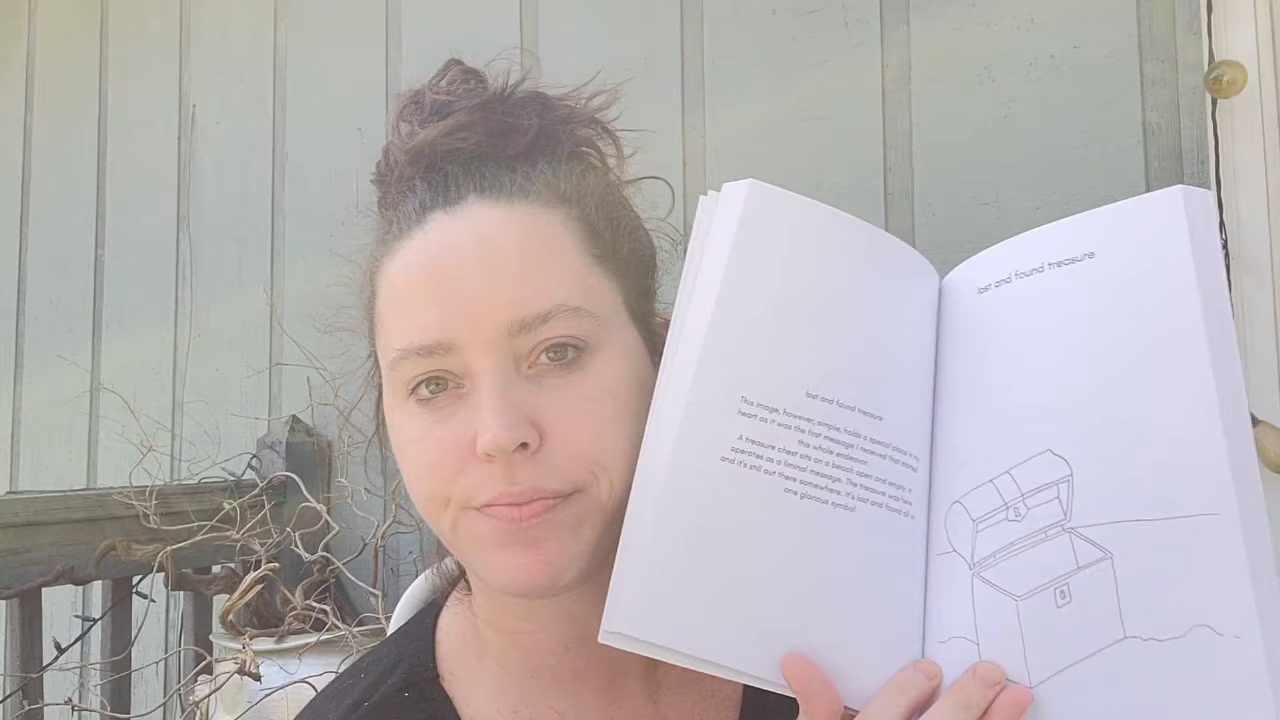 lost and found treasure
This image, however, simple, holds a special place in my
heart as it was the first message I received that started
this whole endeavor.
A treasure chest sits on a beach open and empty, it
operates as a liminal message. The treasure was here
and it's still out there somewhere. It's lost and found all in
one glorious symbol
lost and found treasure